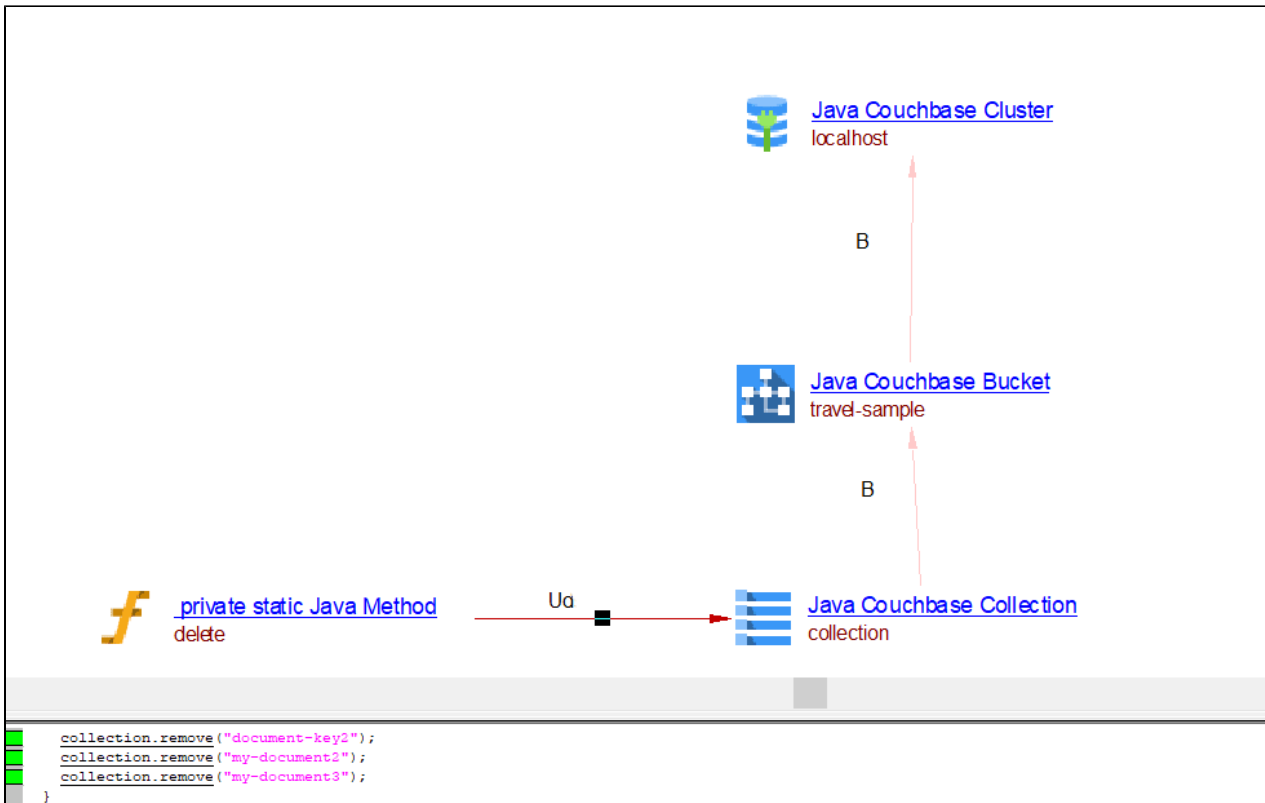 Java Couchbase Cluster
localhost
B
Java Couchbase Bucket
travel-sample
B
private static Java Method
delete
Ud
Java Couchbase Collection
collection
collection.remove("document-key2");
collection.remove("my-document2");
collection.remove("my-document3");
}